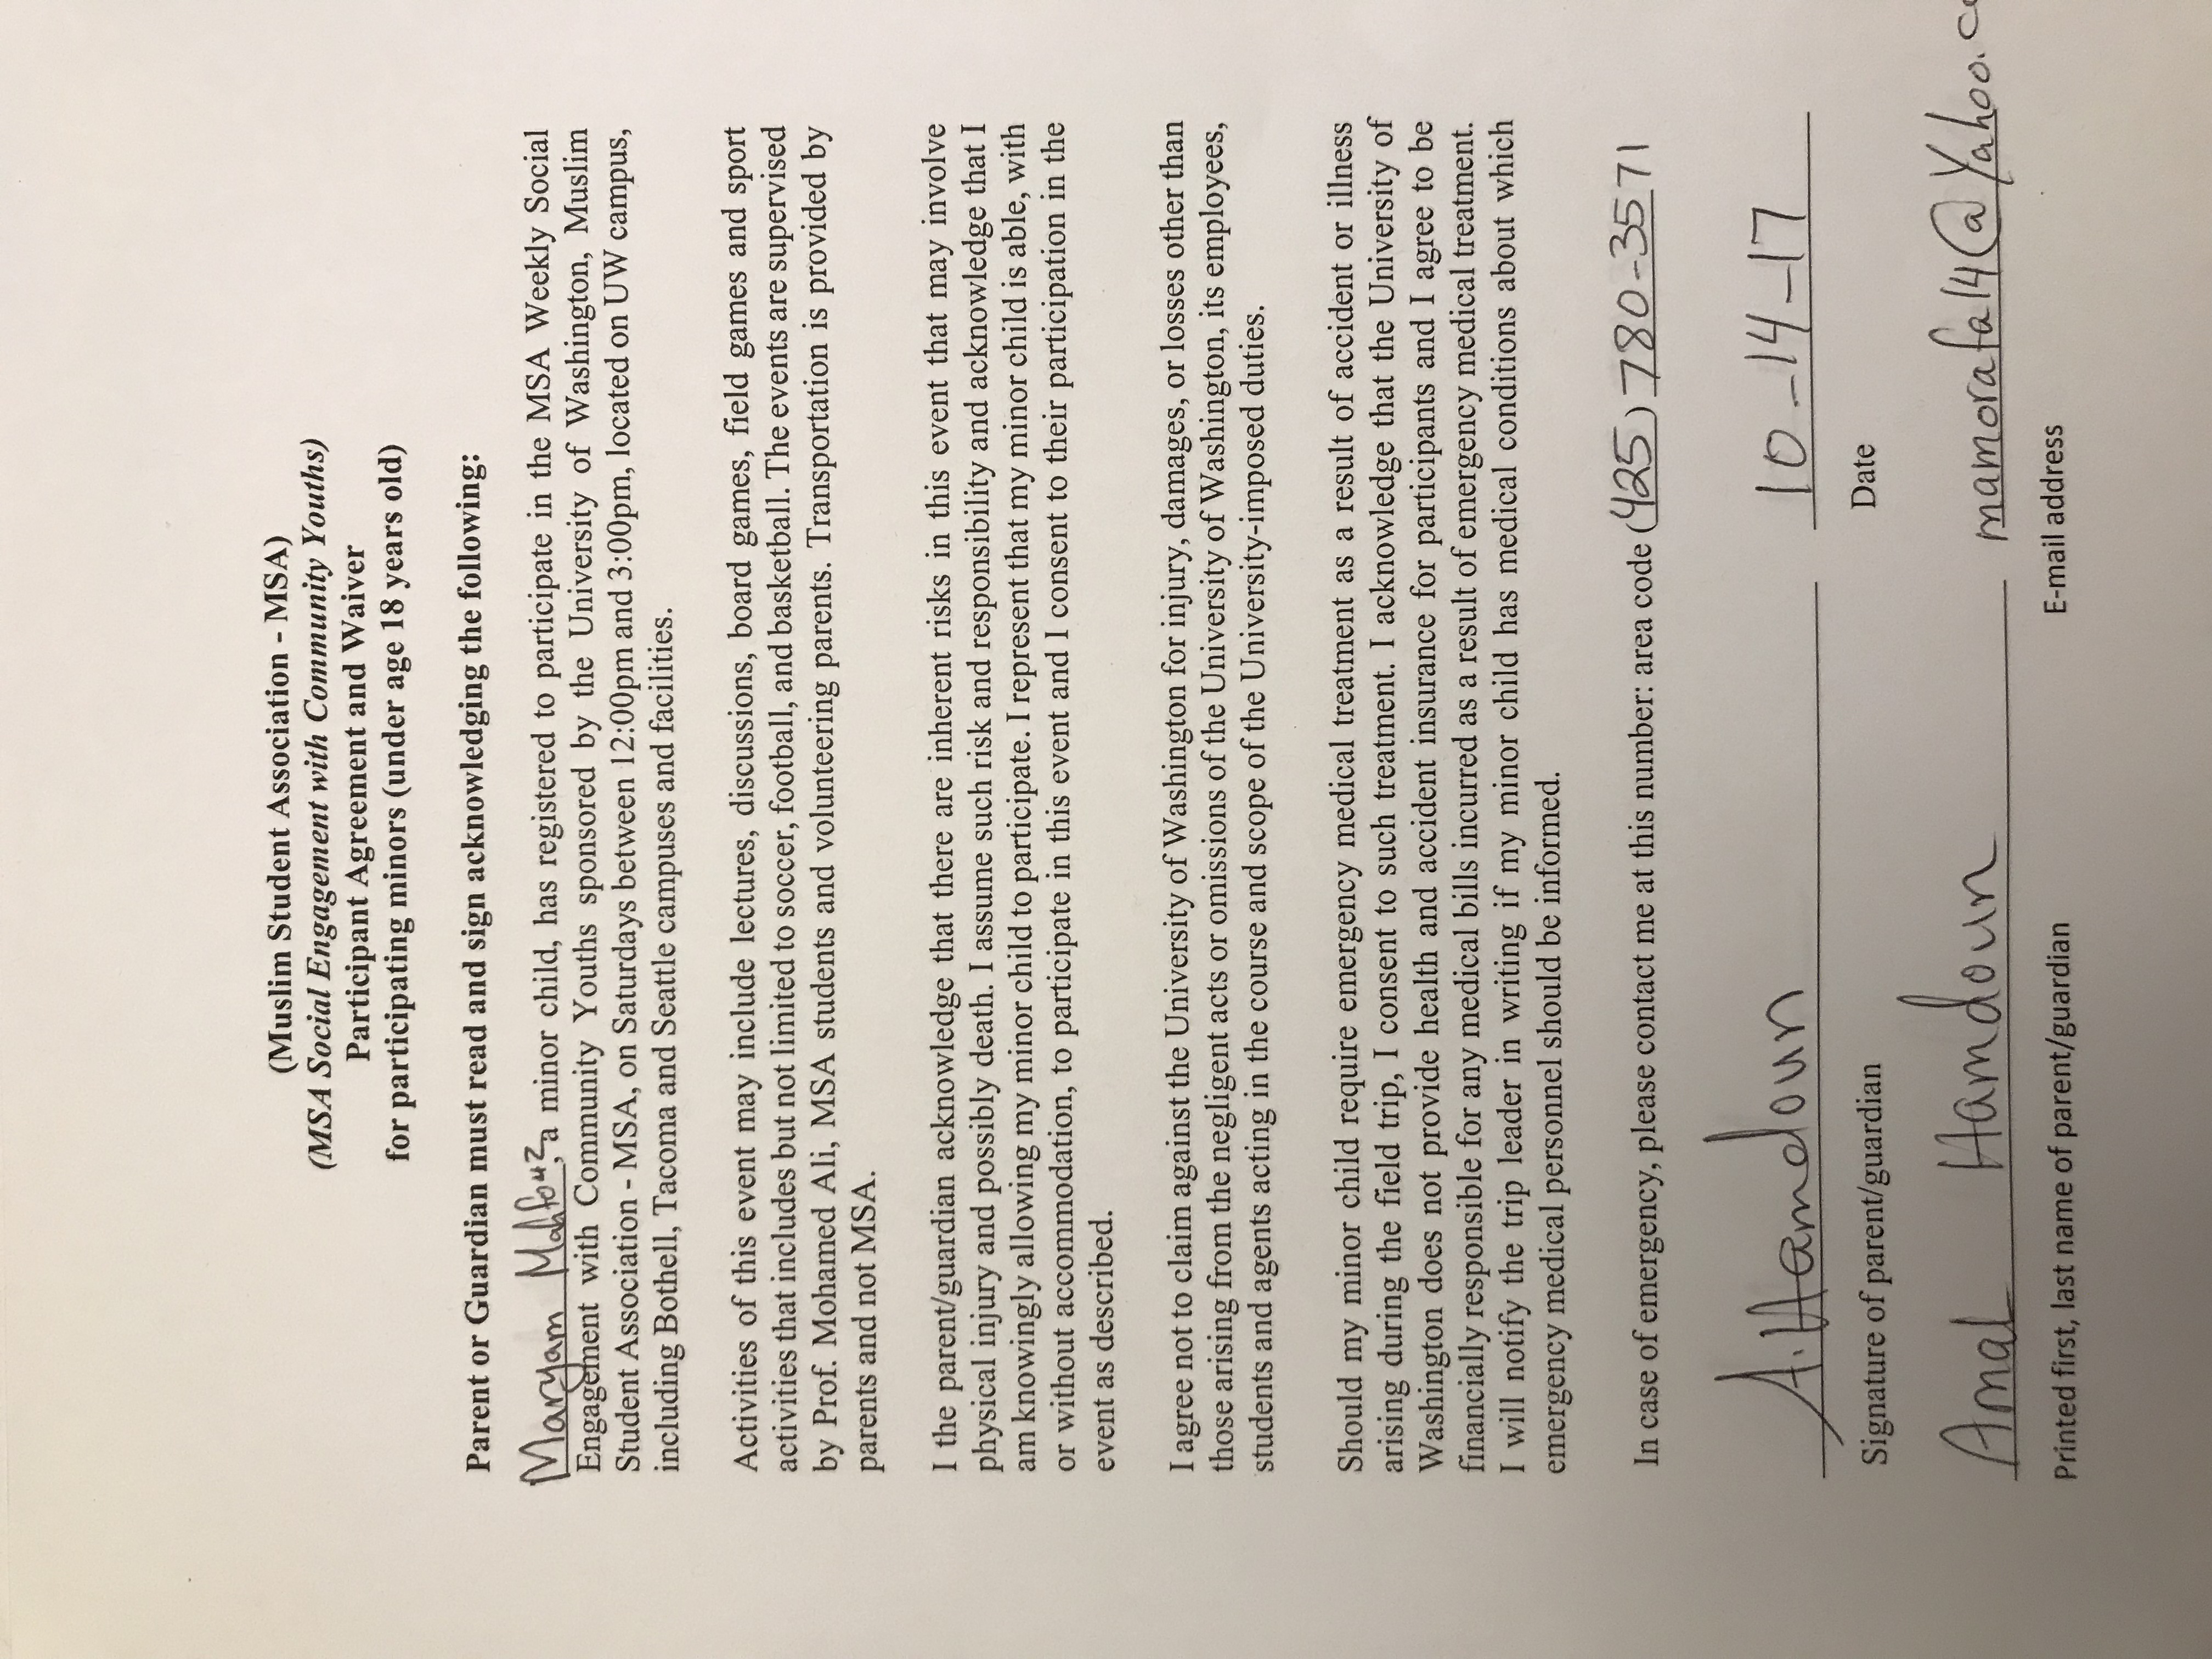 (Muslim Student Association - MSA)
(MSA Social Engagement with Community Youths)
Participant Agreement and Waiver
for participating minors (under age 18 years old)
Parent or Guardian must read and sign acknowledging the following:
Maryam Mahfouz, a minor child, has registered to participate in the MSA Weekly Social
Engagement with Community Youths sponsored by the University of Washington, Muslim
Student Association - MSA, on Saturdays between 12:00pm and 3:00pm, located on UW campus,
including Bothell, Tacoma and Seattle campuses and facilities.
Activities of this event may include lectures, discussions, board games, field games and sport
activities that includes but not limited to soccer, football, and basketball. The events are supervised
by Prof. Mohamed Ali, MSA students and volunteering parents. Transportation is provided by
parents and not MSA.
I the parent/guardian acknowledge that there are inherent risks in this event that may involve
physical injury and possibly death. I assume such risk and responsibility and acknowledge that I
am knowingly allowing my minor child to participate. I represent that my minor child is able, with
or without accommodation, to participate in this event and I consent to their participation in the
event as described.
I agree not to claim against the University of Washington for injury, damages, or losses other than
those arising from the negligent acts or omissions of the University of Washington, its employees,
students and agents acting in the course and scope of the University-imposed duties.
Should my minor child require emergency medical treatment as a result of accident or illness
arising during the field trip, I consent to such treatment. I acknowledge that the University of
Washington does not provide health and accident insurance for participants and I agree to be
financially responsible for any medical bills incurred as a result of emergency medical treatment.
I will notify the trip leader in writing if my minor child has medical conditions about which
emergency medical personnel should be informed.
In case of emergency, please contact me at this number: area code (425) 780-3571
A. Hamdoun 10-14-17
Signature of parent/guardian Date
Amal Hamdoun mamorafa14@Yahoo.co
Printed first, last name of parent/guardian E-mail address